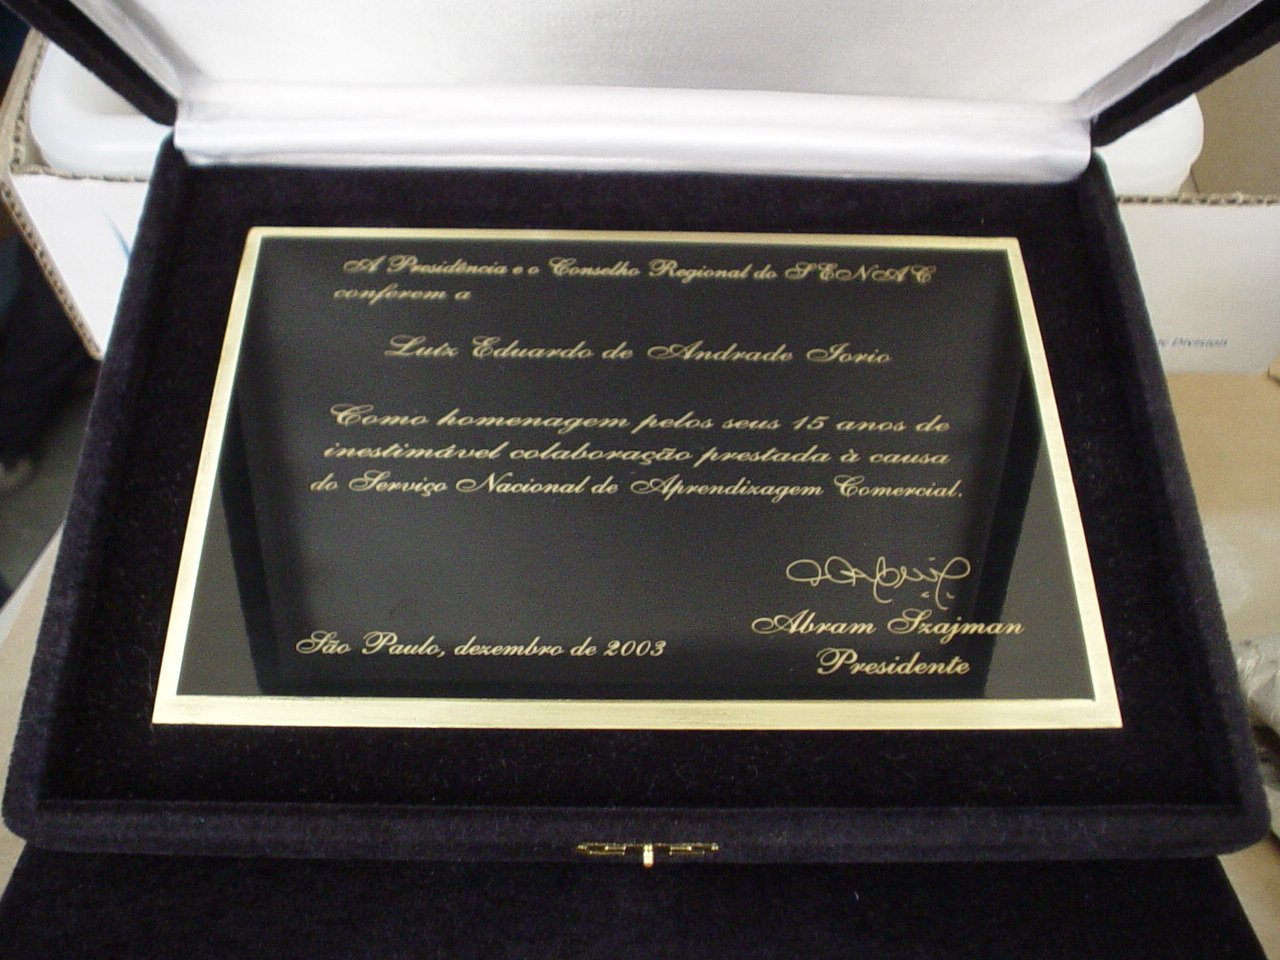 A Presidência e o Conselho Regional do SENAC
conferem a
Luiz Eduardo de Andrade Iorio
Como homenagem pelos seus 15 anos de
inestimável colaboração prestada à causa
do Serviço Nacional de Aprendizagem Comercial.
Abram Szajman
São Paulo, dezembro de 2003
Presidente
Division